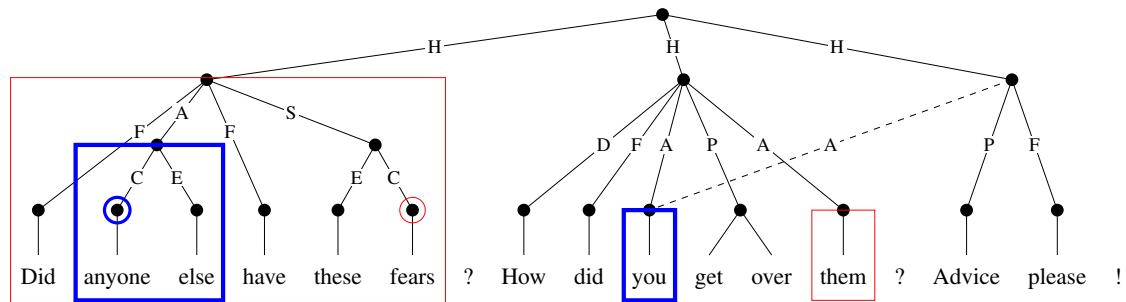 H H H
A S
F F D F A P A A P F
C E E C
Did anyone else have these fears ? How did you get over them ? Advice please !